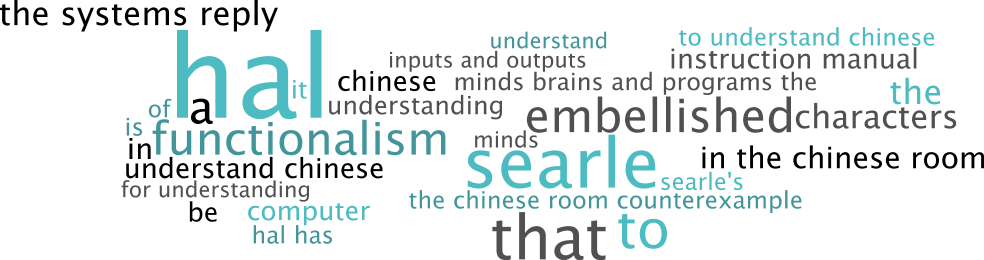 the systems reply
hal
understand
to understand chinese
inputs and outputs
instruction manual
it
chinese
minds brains and programs the
the
of
a
understanding
embellished
characters
is
functionalism
minds
in
searle
in the chinese room
understand chinese
searle's
for understanding
the chinese room counterexample
be
computer
that
to
hal has